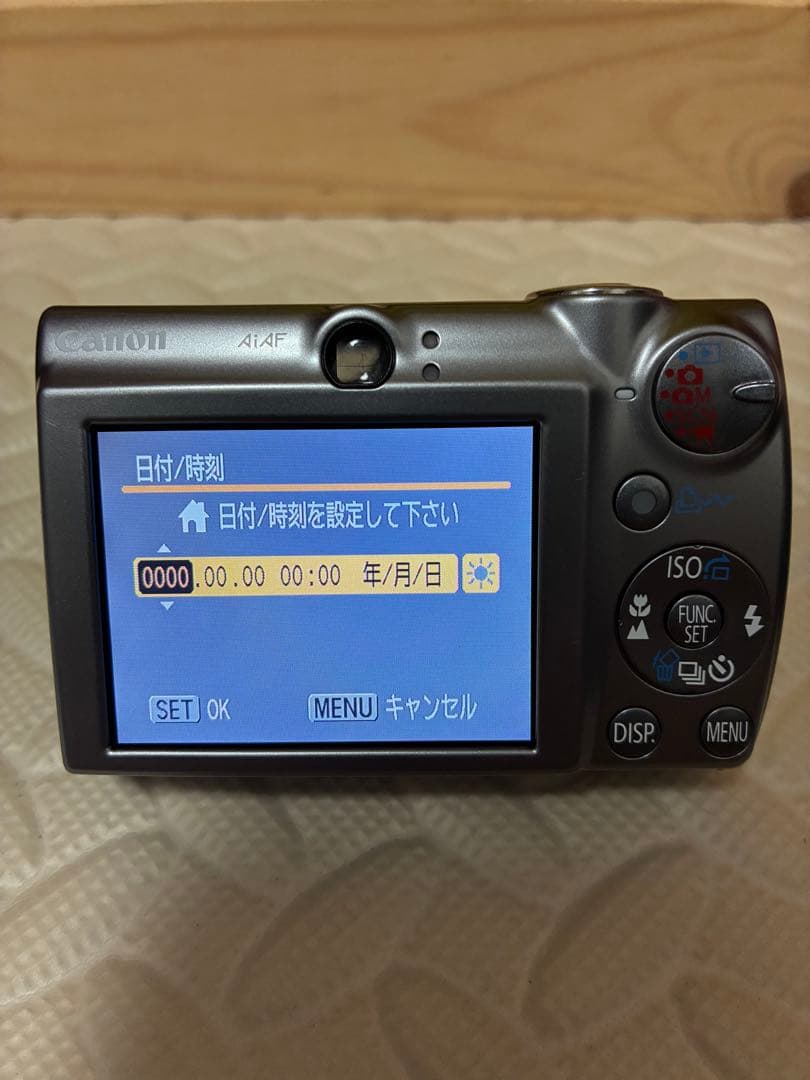 Canon AiAF
日付/時刻
日付/時刻を設定して下さい
0000.00.00 00:00 年/月/日
SET OK MENU キャンセル
M
ISO
FUNC.
SET
DISP. MENU